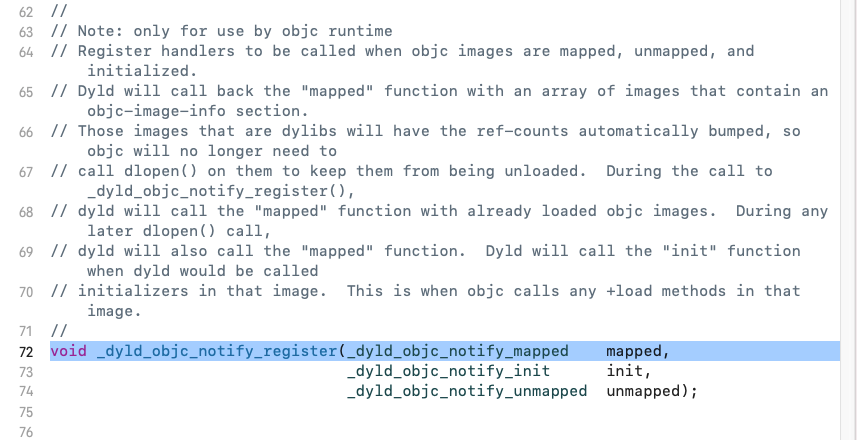 62 //
63 // Note: only for use by objc runtime
64 // Register handlers to be called when objc images are mapped, unmapped, and
initialized.
65 // Dyld will call back the "mapped" function with an array of images that contain an
objc-image-info section.
66 // Those images that are dylibs will have the ref-counts automatically bumped, so
objc will no longer need to
67 // call dlopen() on them to keep them from being unloaded.  During the call to
_dyld_objc_notify_register(),
68 // dyld will call the "mapped" function with already loaded objc images.  During any
later dlopen() call,
69 // dyld will also call the "mapped" function.  Dyld will call the "init" function
when dyld would be called
70 // initializers in that image.  This is when objc calls any +load methods in that
image.
71 //
72 void _dyld_objc_notify_register(_dyld_objc_notify_mapped    mapped,
73                                 _dyld_objc_notify_init      init,
74                                 _dyld_objc_notify_unmapped  unmapped);
75
76